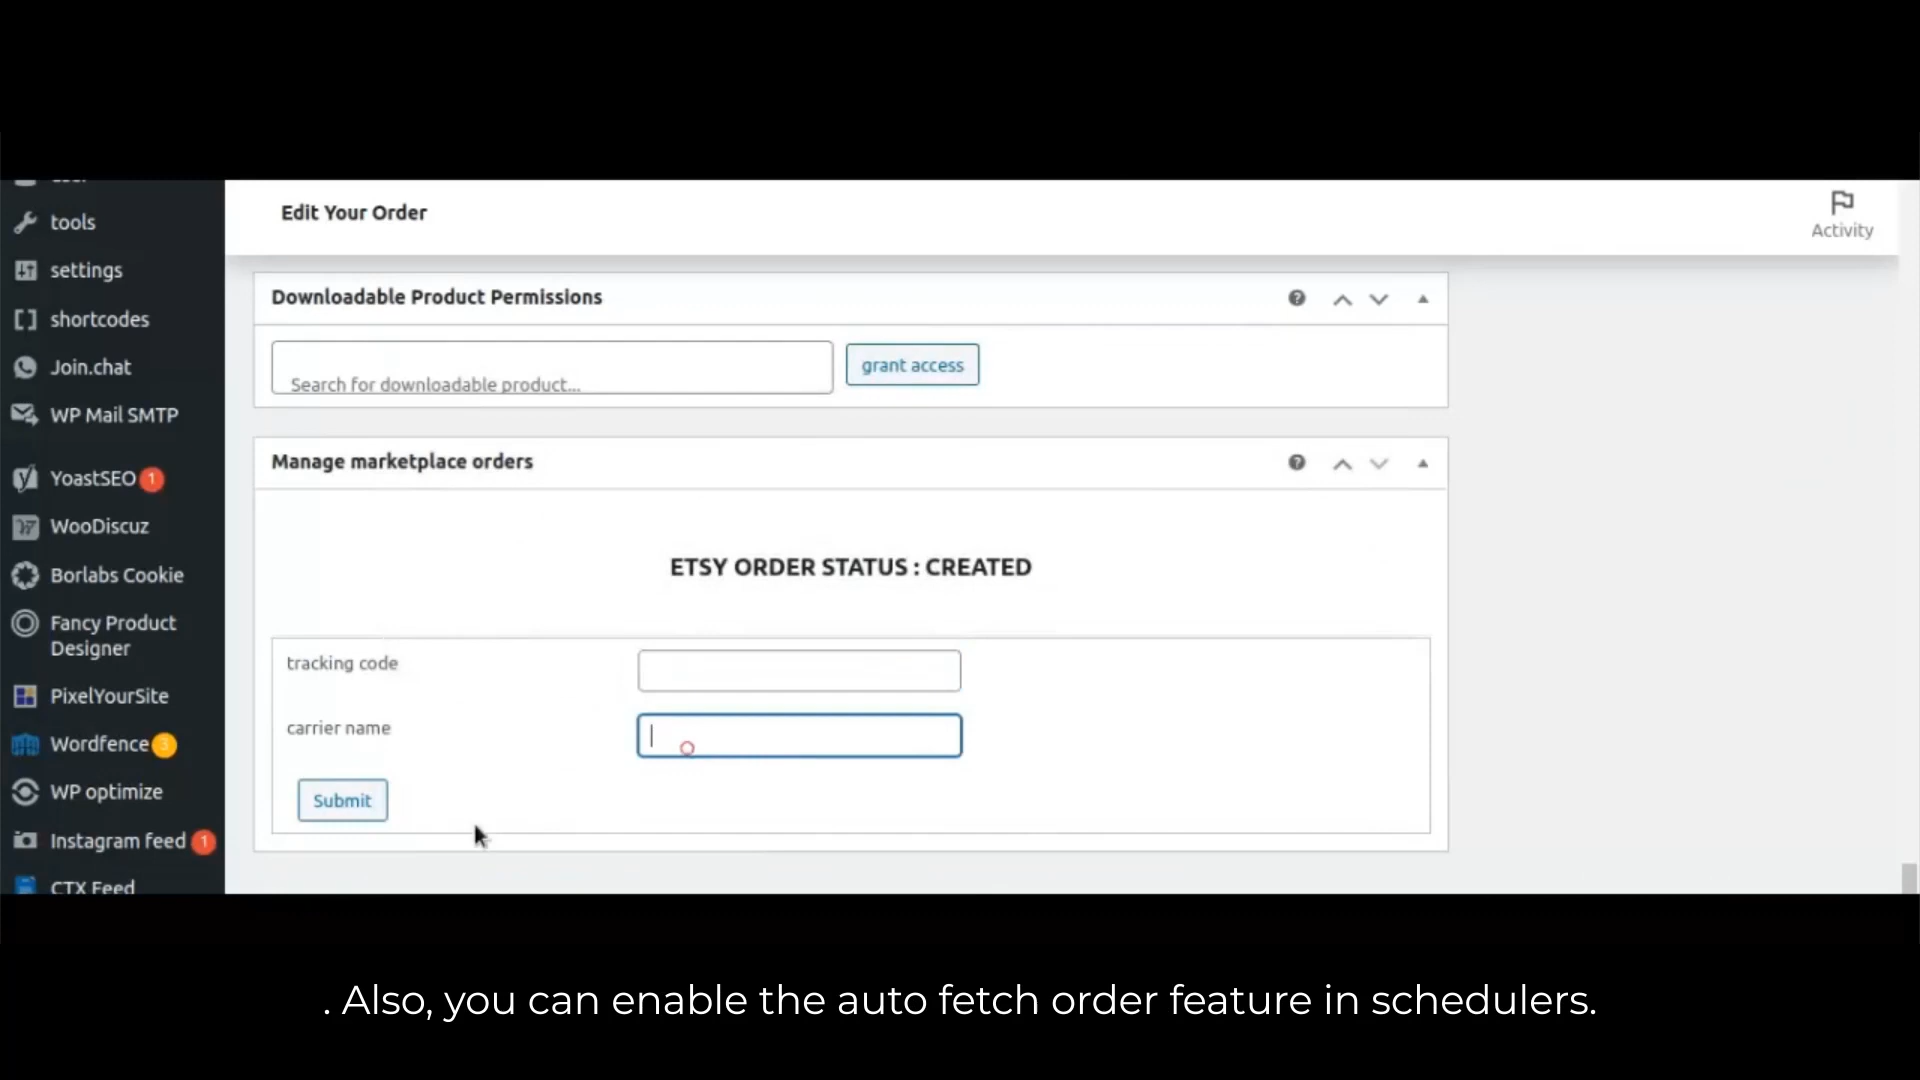 tools
settings
shortcodes
Join.chat
WP Mail SMTP
YoastSEO 1
WooDiscuz
Borlabs Cookie
Fancy Product
Designer
PixelYourSite
Wordfence 3
WP optimize
Instagram feed 1
CTX Feed
Edit Your Order
Activity
Downloadable Product Permissions
Search for downloadable product...
grant access
Manage marketplace orders
ETSY ORDER STATUS : CREATED
tracking code
carrier name
Submit
. Also, you can enable the auto fetch order feature in schedulers.